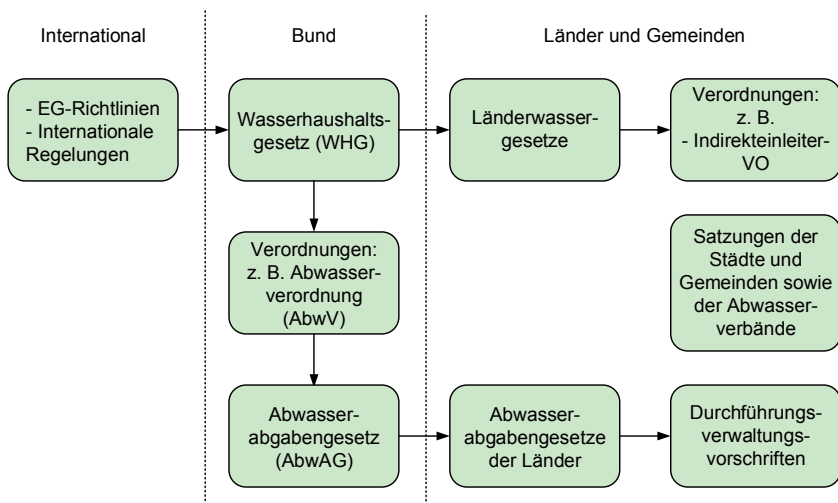 International
Bund
Länder und Gemeinden
- EG-Richtlinien
- Internationale
Regelungen
Wasserhaushalts-
gesetz (WHG)
Länderwasser-
gesetze
Verordnungen:
z. B.
- Indirekteinleiter-
VO
Verordnungen:
z. B. Abwasser-
verordnung
(AbwV)
Satzungen der
Städte und
Gemeinden sowie
der Abwasser-
verbände
Abwasser-
abgabengesetz
(AbwAG)
Abwasser-
abgabengesetze
der Länder
Durchführungs-
verwaltungs-
vorschriften